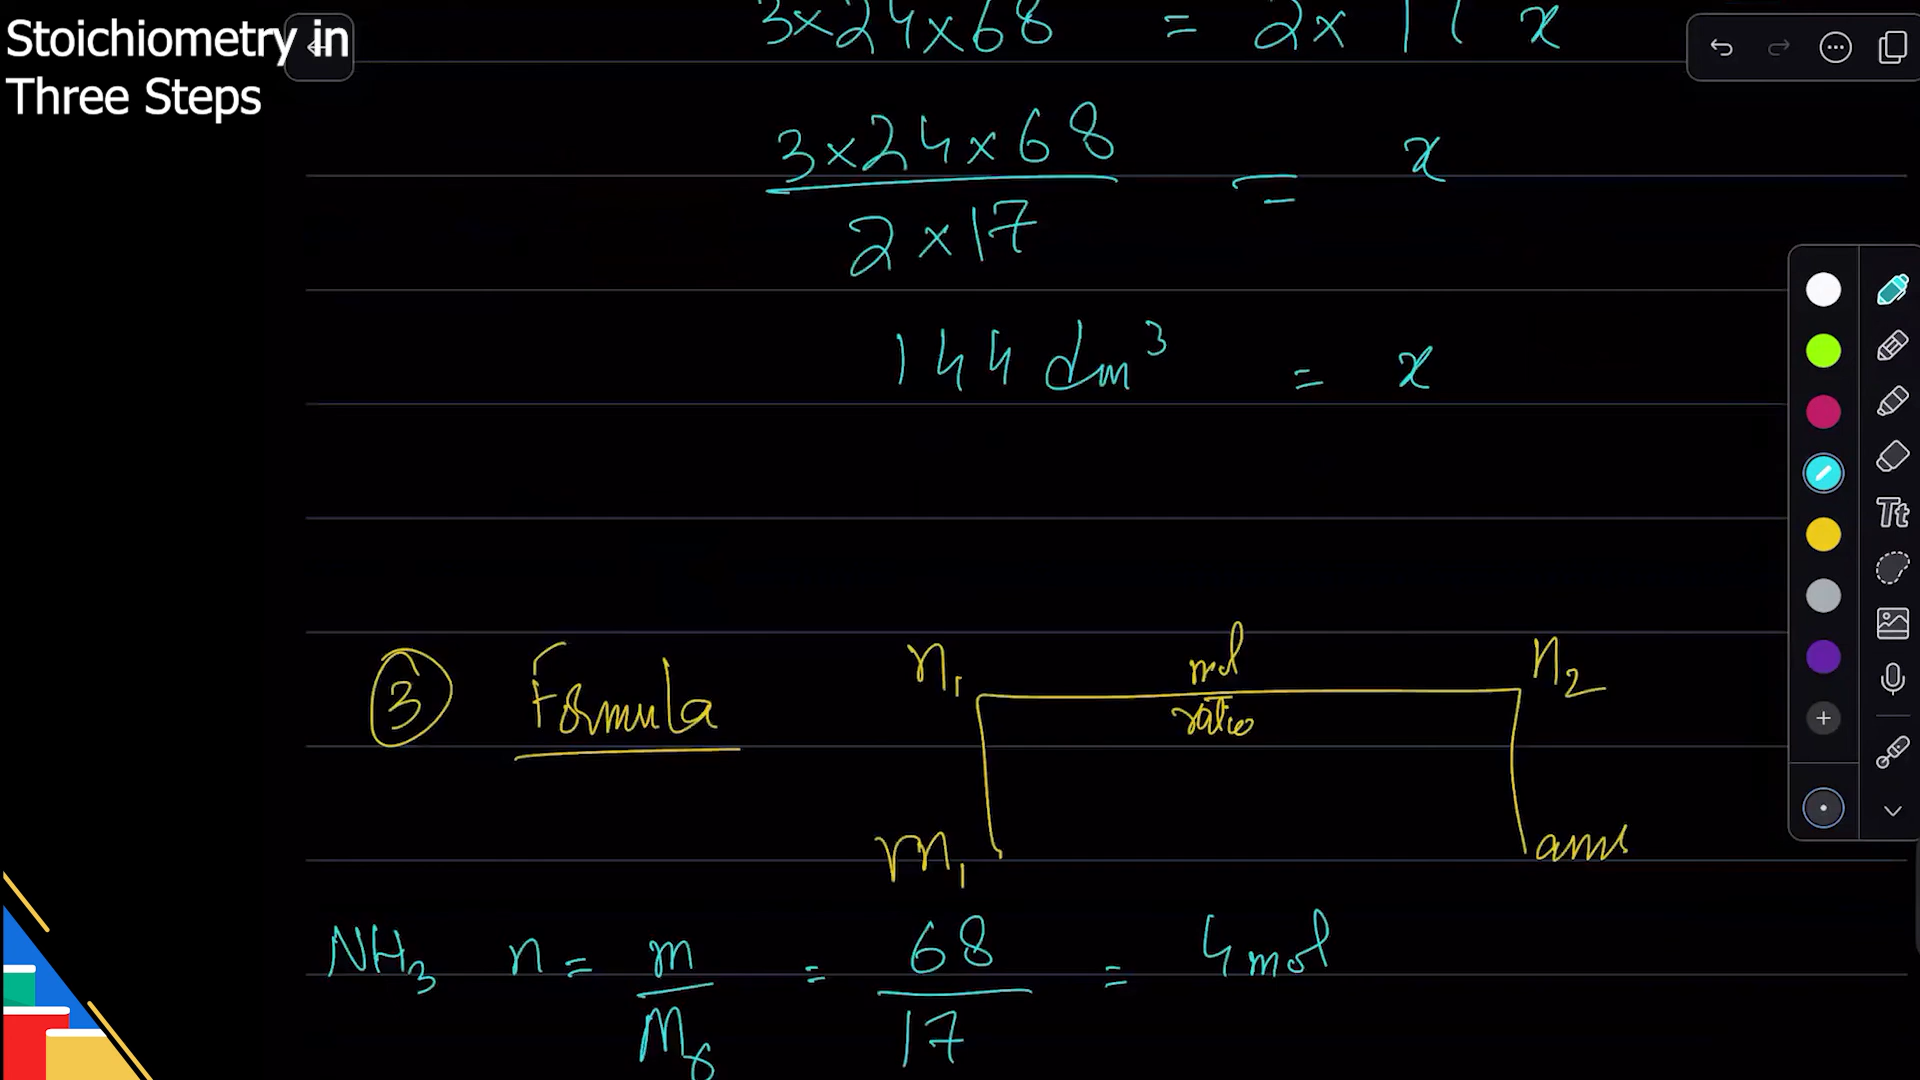 Stoichiometry in
Three Steps
3×24×68 = 2×17 x
3×24×68 / 2×17 = x
144 dm³ = x
③ Formula
n₁ mol ratio n₂
m₁ ans
NH₃ n = m / Mr = 68 / 17 = 4 mol
Tt